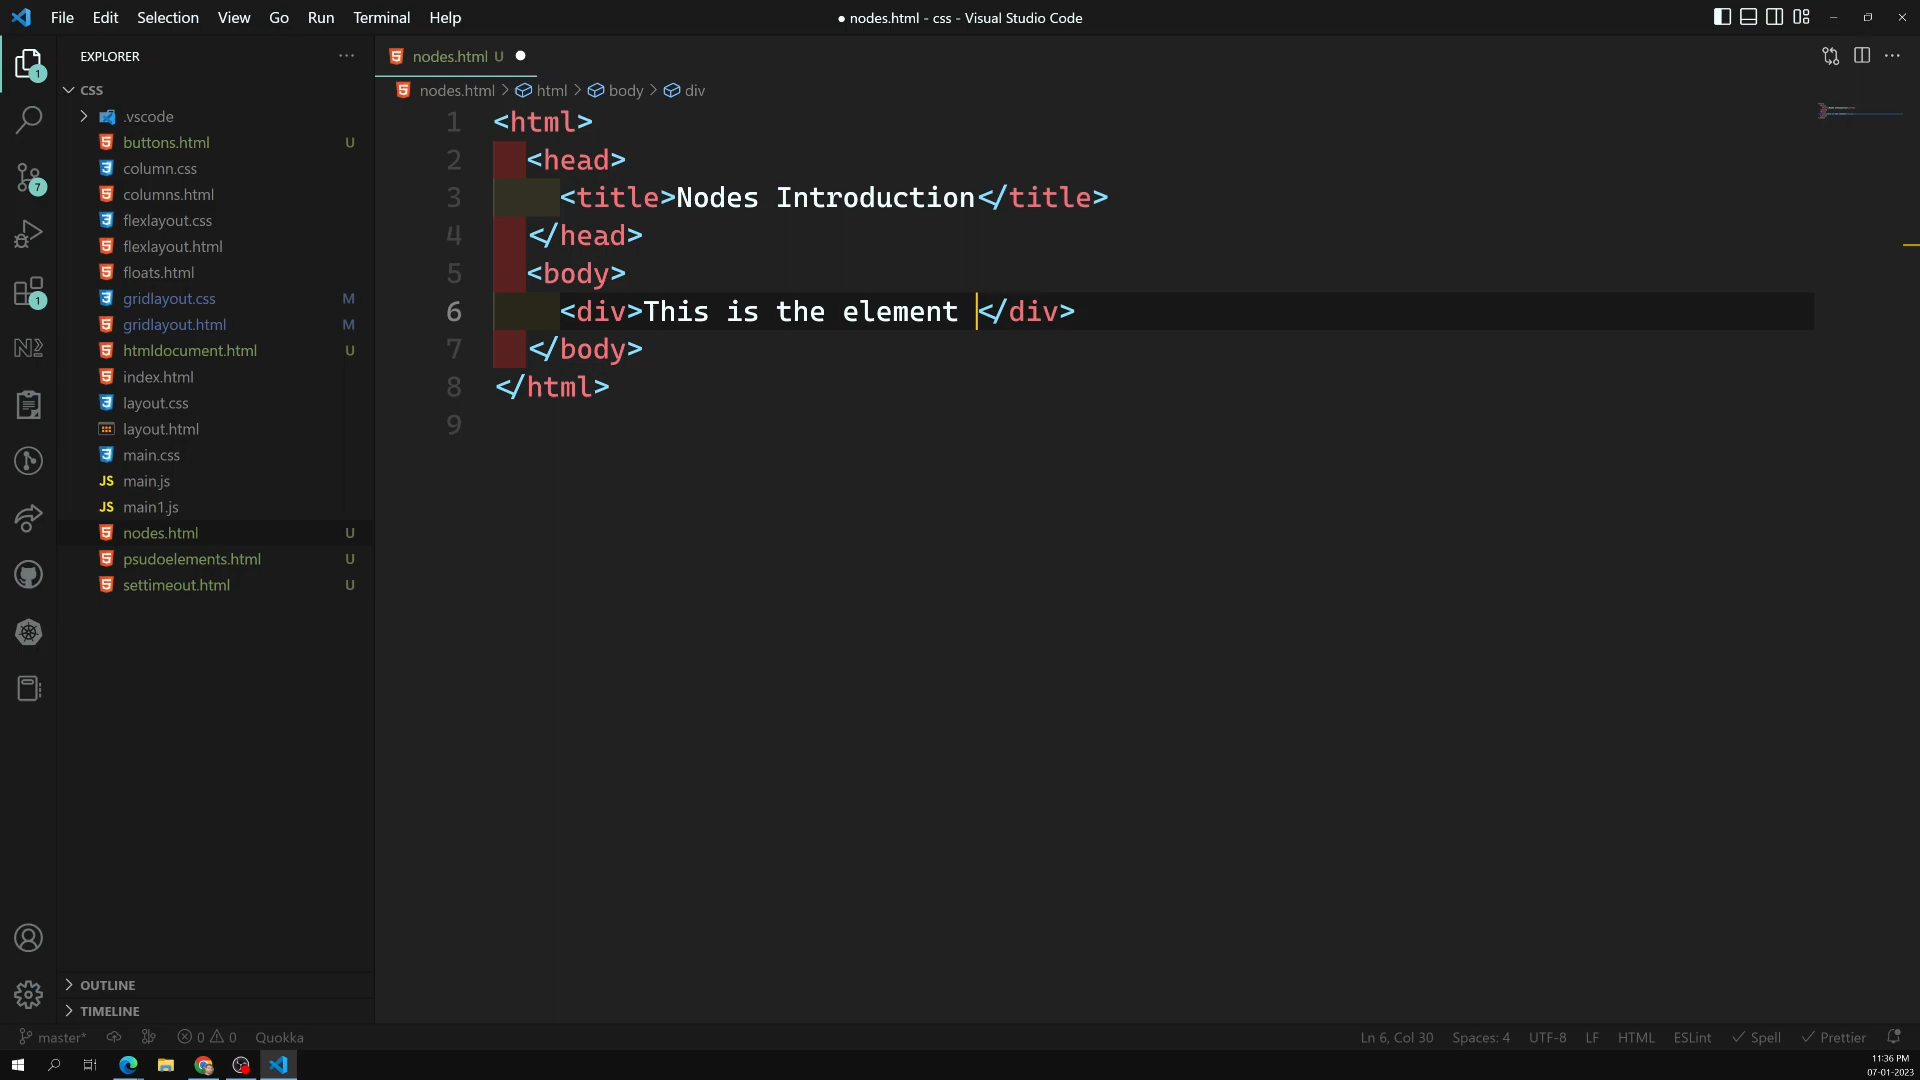 File Edit Selection View Go Run Terminal Help
● nodes.html - css - Visual Studio Code
EXPLORER
CSS
.vscode
buttons.html U
column.css
columns.html
flexlayout.css
flexlayout.html
floats.html
gridlayout.css M
gridlayout.html M
htmldocument.html U
index.html
layout.css
layout.html
main.css
JS main.js
JS main1.js
nodes.html U
psudoelements.html U
settimeout.html U
OUTLINE
TIMELINE
1
7
1
nodes.html U
nodes.html > html > body > div
1 <html>
2 <head>
3 <title>Nodes Introduction</title>
4 </head>
5 <body>
6 <div>This is the element </div>
7 </body>
8 </html>
9
master* 0 0 Quokka
Ln 6, Col 30 Spaces: 4 UTF-8 LF HTML ESLint Spell Prettier
11:36 PM
07-01-2023